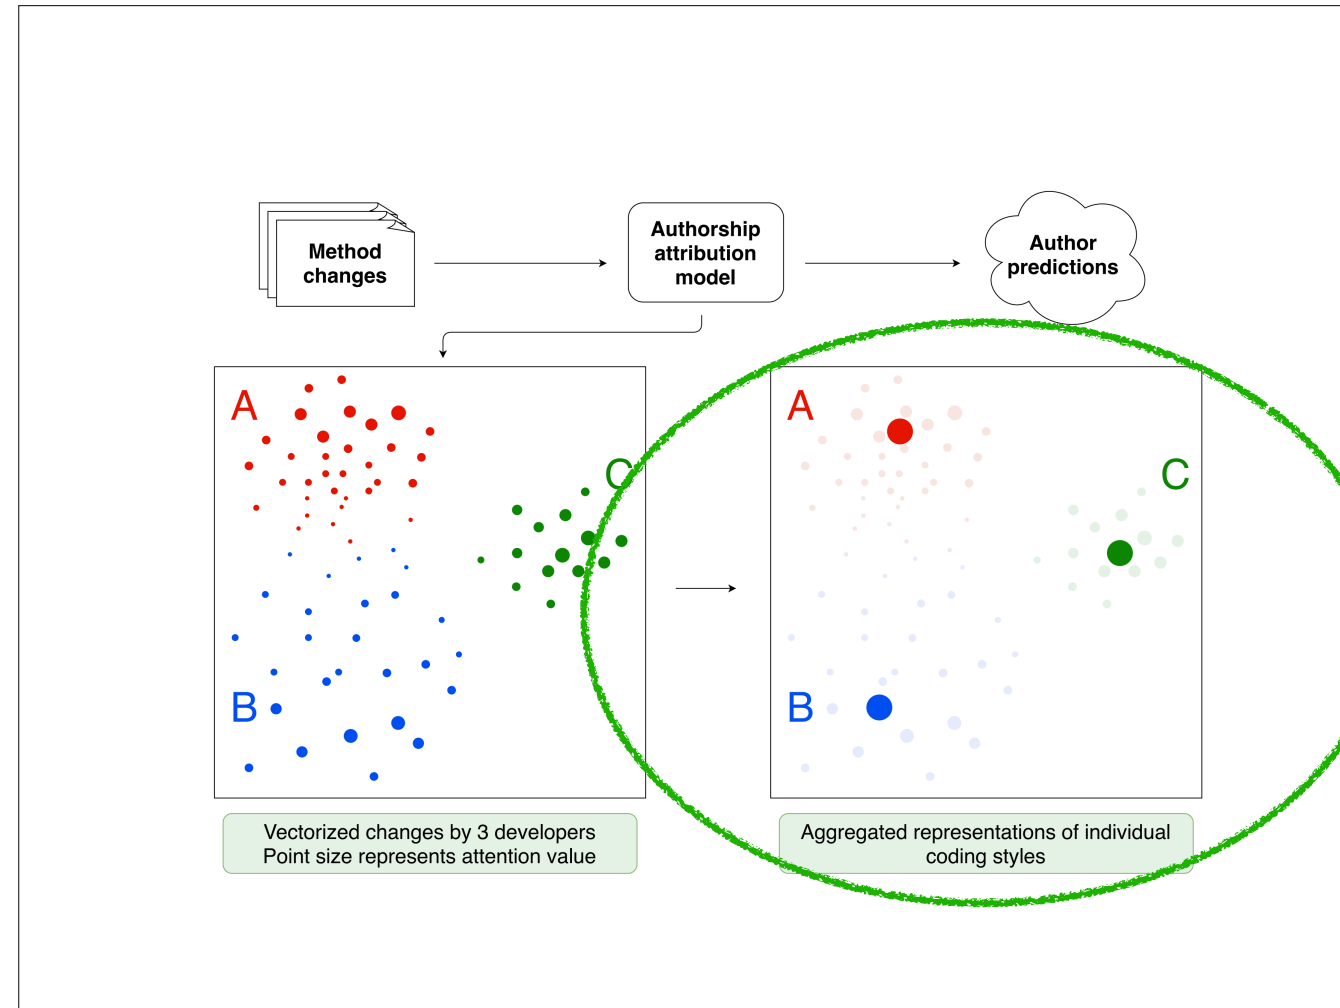 Method
changes
Authorship
attribution
model
Author
predictions
A
C
B
A
C
B
Vectorized changes by 3 developers
Point size represents attention value
Aggregated representations of individual
coding styles